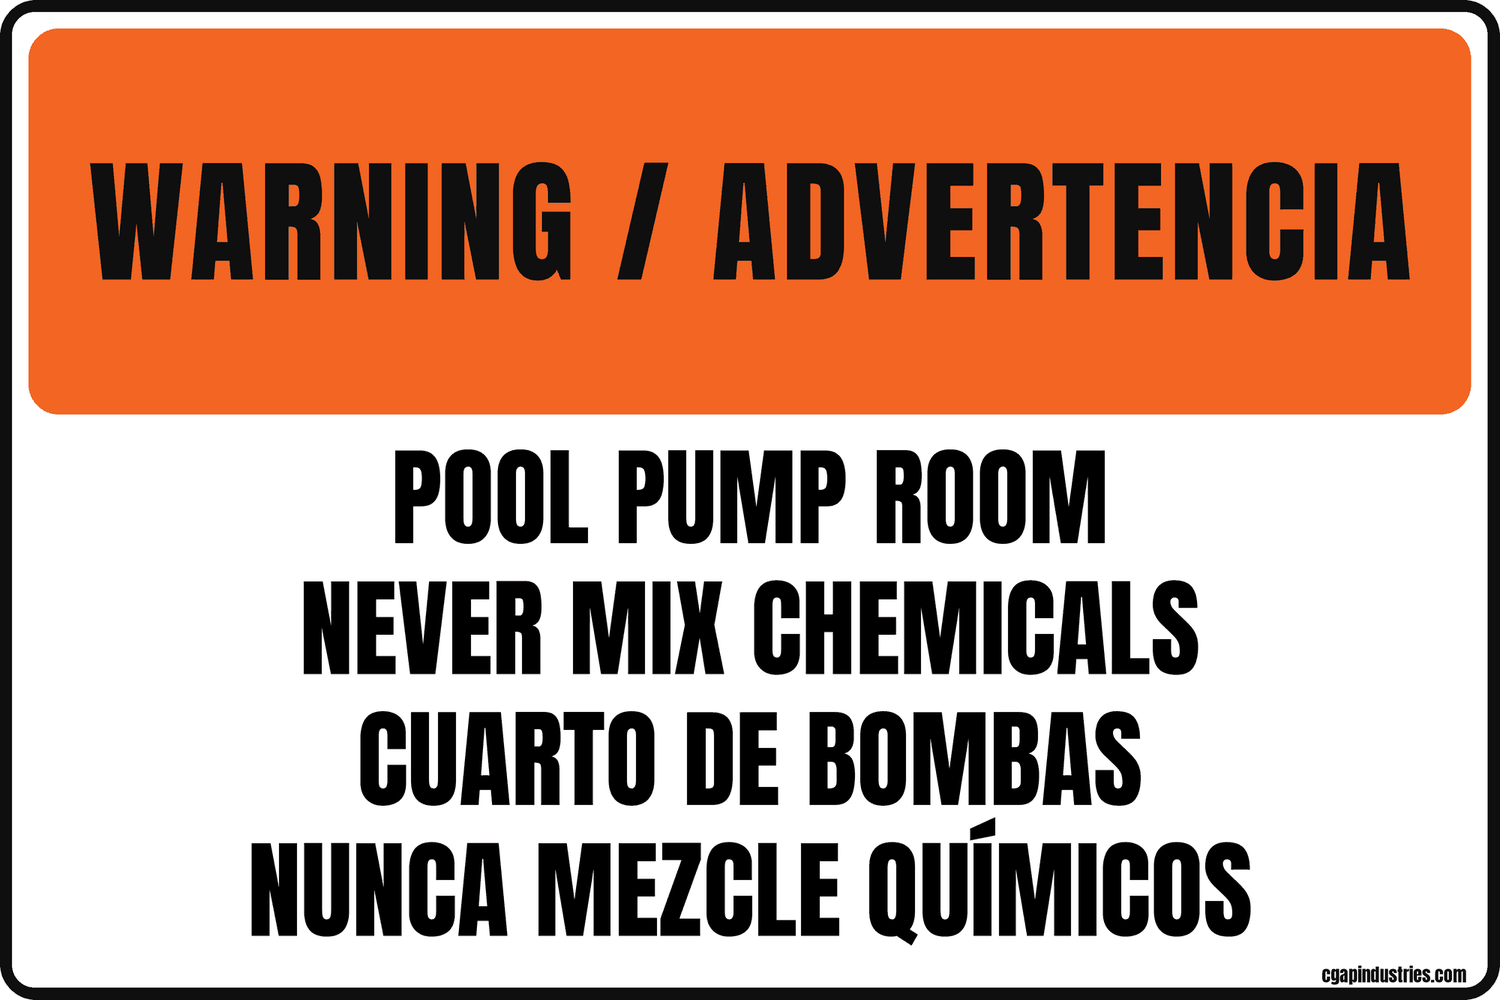 WARNING / ADVERTENCIA
POOL PUMP ROOM
NEVER MIX CHEMICALS
CUARTO DE BOMBAS
NUNCA MEZCLE QUÍMICOS
cgapindustries.com